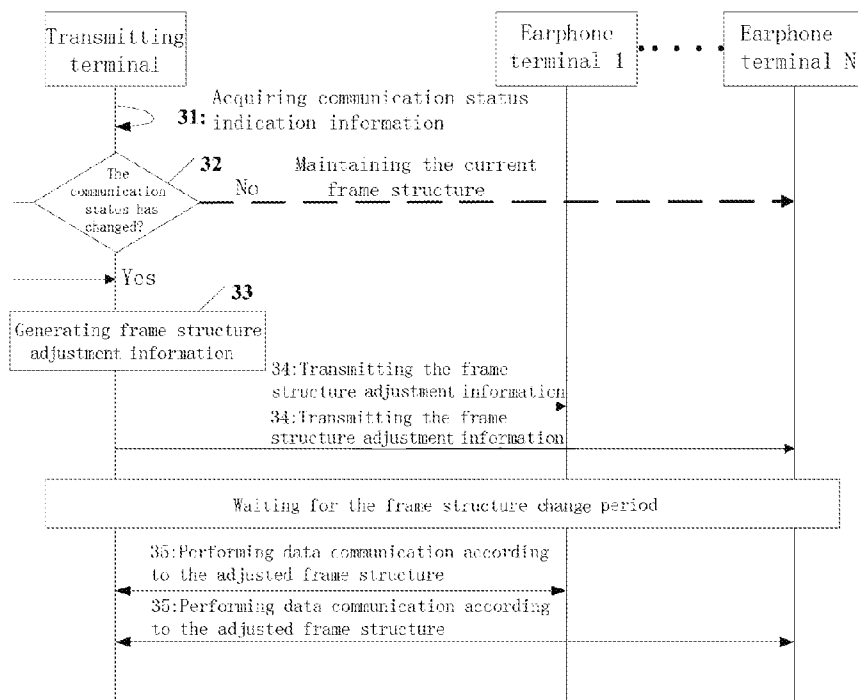 Transmitting
terminal
Earphone
terminal 1
Earphone
terminal N
31: Acquiring communication status
indication information
32
The
communication
status has
changed?
No
Maintaining the current
frame structure
Yes
33
Generating frame structure
adjustment information
34:Transmitting the frame
structure adjustment information
34:Transmitting the frame
structure adjustment information
Waiting for the frame structure change period
35:Performing data communication according
to the adjusted frame structure
35:Performing data communication according
to the adjusted frame structure